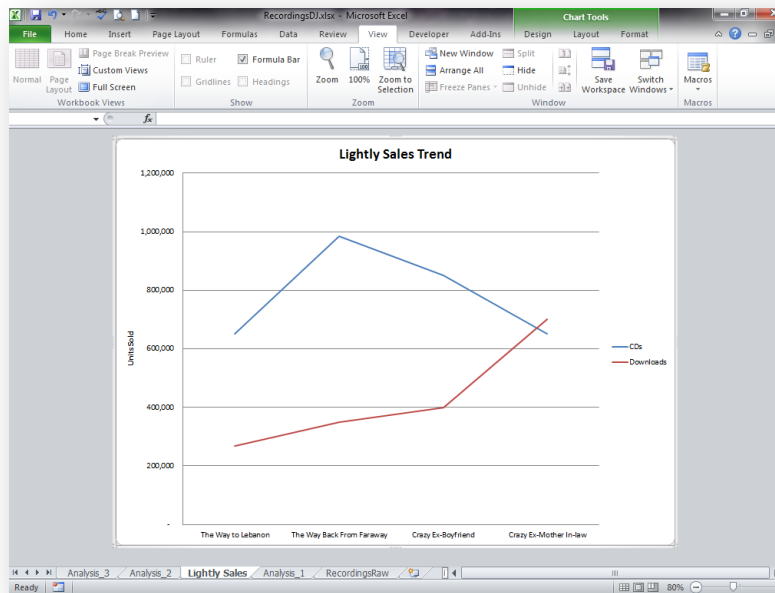 RecordingsDJ.xlsx - Microsoft Excel
Chart Tools
File Home Insert Page Layout Formulas Data Review View Developer Add-Ins Design Layout Format
Normal
Page Layout
Page Break Preview
Custom Views
Full Screen
Workbook Views
Ruler
Formula Bar
Gridlines
Headings
Show
Zoom
100%
Zoom to Selection
Zoom
New Window
Arrange All
Freeze Panes
Split
Hide
Unhide
Save Workspace
Switch Windows
Window
Macros
Macros
fx
Lightly Sales Trend
1,200,000
1,000,000
800,000
600,000
400,000
200,000
-
Units Sold
CDs
Downloads
The Way to Lebanon The Way Back From Faraway Crazy Ex-Boyfriend Crazy Ex-Mother In-law
Analysis_3 Analysis_2 Lightly Sales Analysis_1 RecordingsRaw
Ready 80%